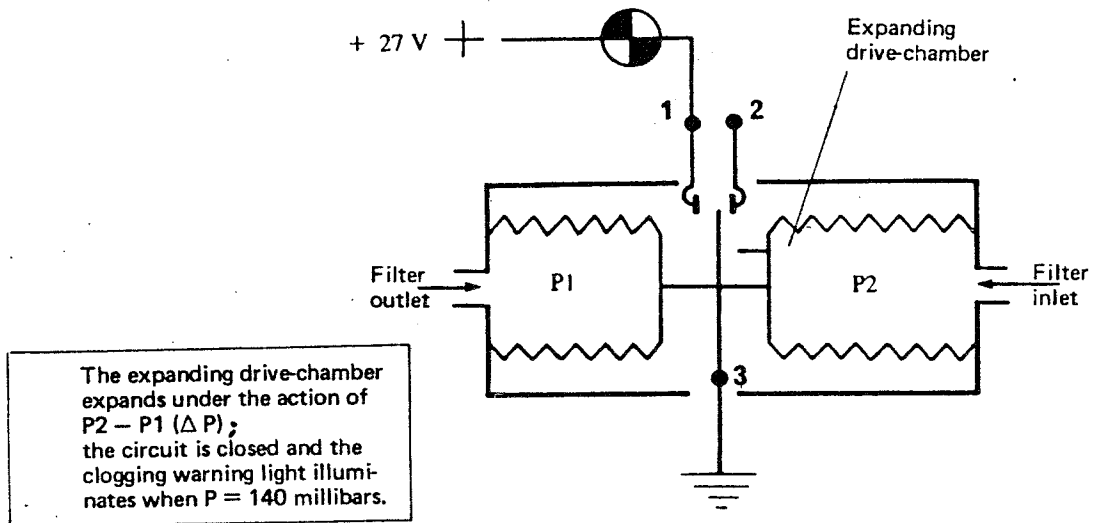 + 27 V
Expanding
drive-chamber
1
2
Filter
outlet
P1
P2
Filter
inlet
3
The expanding drive-chamber
expands under the action of
P2 – P1 (Δ P) ;
the circuit is closed and the
clogging warning light illumi-
nates when P = 140 millibars.